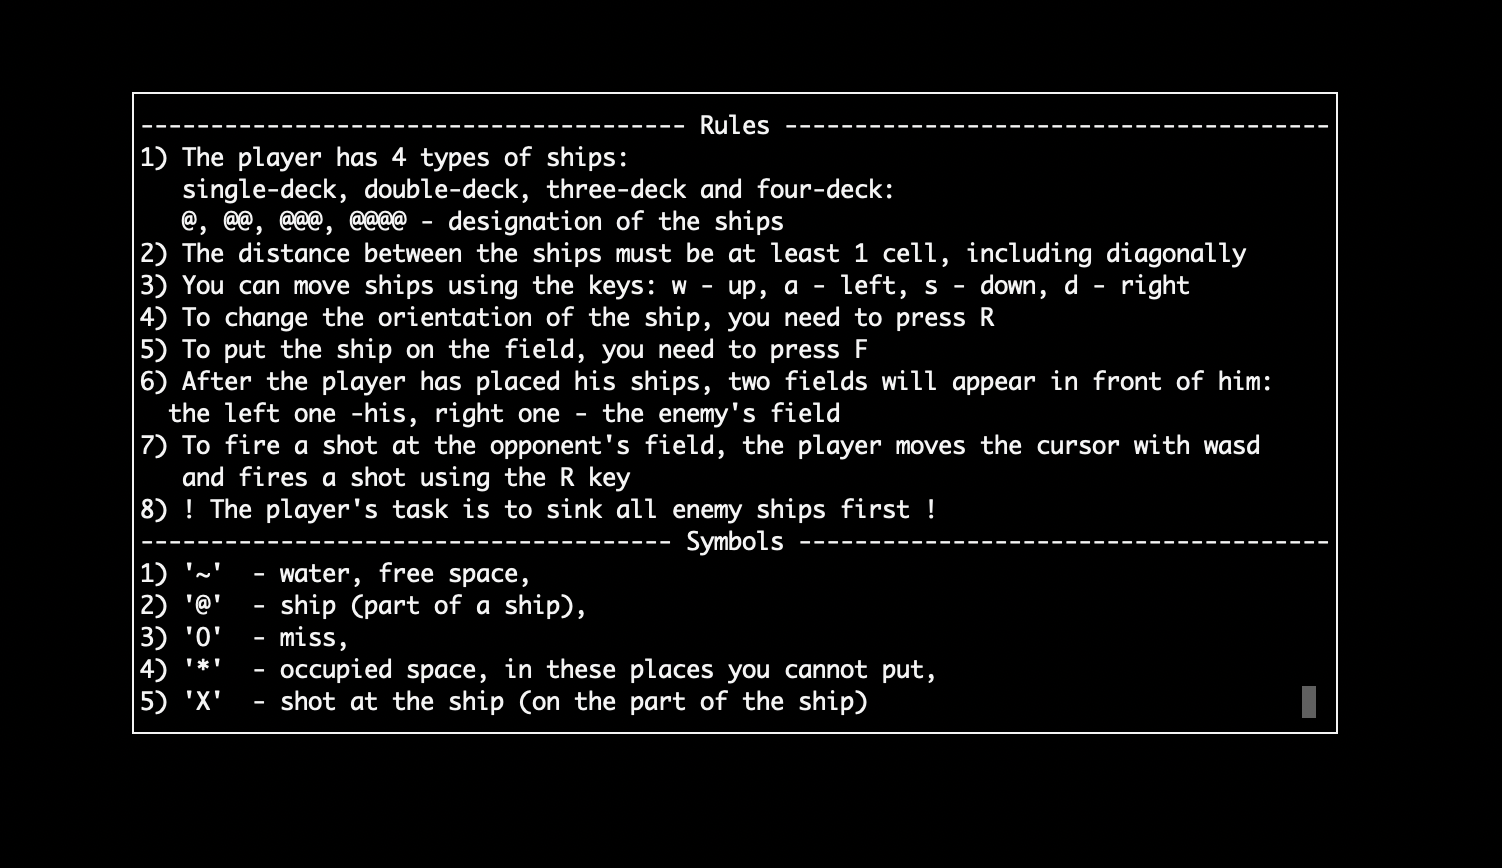 --------------------------------------- Rules ---------------------------------------
1) The player has 4 types of ships:
   single-deck, double-deck, three-deck and four-deck:
   @, @@, @@@, @@@@ - designation of the ships
2) The distance between the ships must be at least 1 cell, including diagonally
3) You can move ships using the keys: w - up, a - left, s - down, d - right
4) To change the orientation of the ship, you need to press R
5) To put the ship on the field, you need to press F
6) After the player has placed his ships, two fields will appear in front of him:
  the left one -his, right one - the enemy's field
7) To fire a shot at the opponent's field, the player moves the cursor with wasd
   and fires a shot using the R key
8) ! The player's task is to sink all enemy ships first !
-------------------------------------- Symbols --------------------------------------
1) '~'  - water, free space,
2) '@'  - ship (part of a ship),
3) 'O'  - miss,
4) '*'  - occupied space, in these places you cannot put,
5) 'X'  - shot at the ship (on the part of the ship)